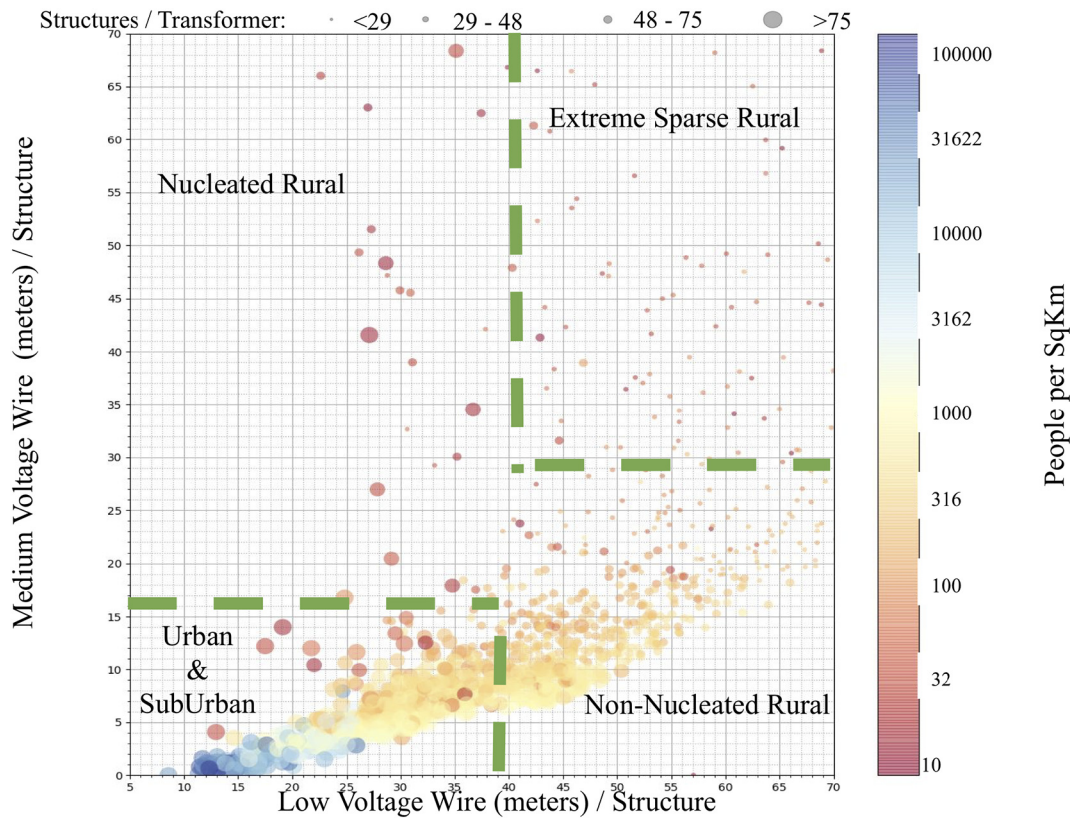 Structures / Transformer: <29 29 - 48 48 - 75 >75
70
65
60
55
50
45
40
35
30
25
20
15
10
5
0
Medium Voltage Wire (meters) / Structure
Extreme Sparse Rural
Nucleated Rural
Urban
&
SubUrban
Non-Nucleated Rural
5 10 15 20 25 30 35 40 45 50 55 60 65 70
Low Voltage Wire (meters) / Structure
100000
31622
10000
3162
1000
316
100
32
10
People per SqKm